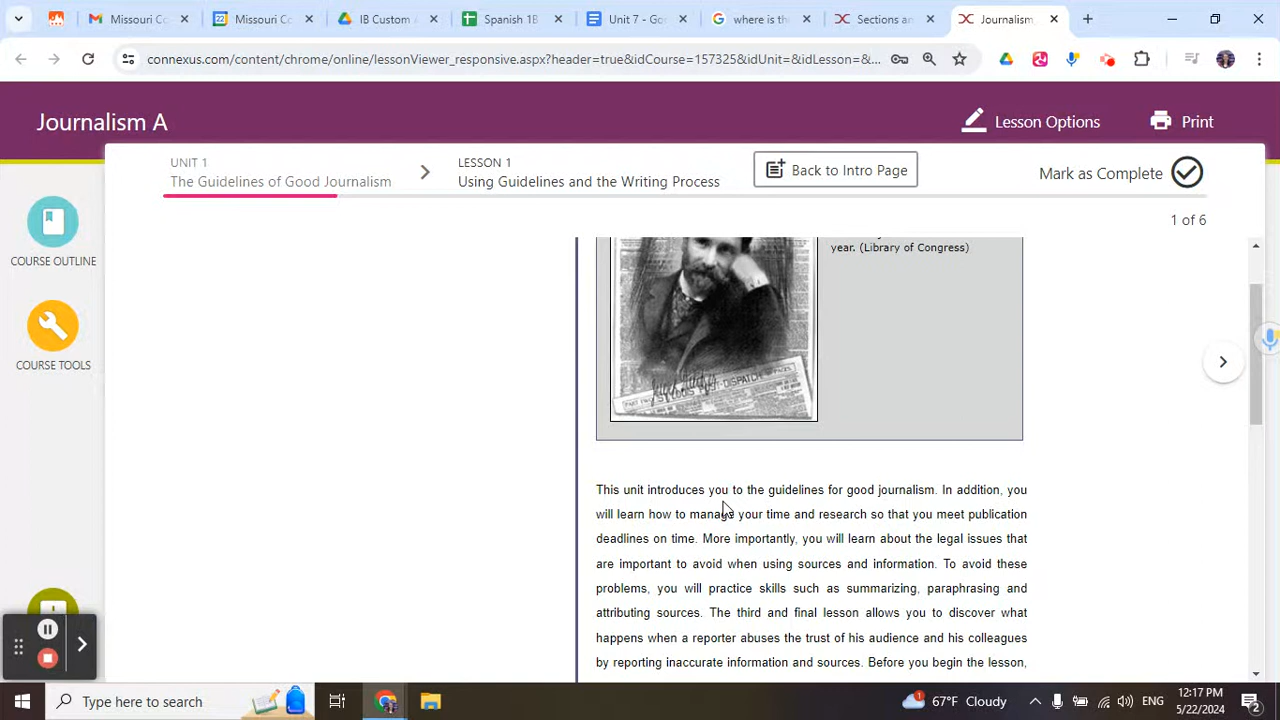 Missouri C
Missouri Co
IB Custom
Spanish 1B
Unit 7 - Go
where is th
Sections a
Journalism
connexus.com/content/chrome/online/lessonViewer_responsive.aspx?header=true&idCourse=157325&idUnit=&idLesson=&...
Journalism A
Lesson Options
Print
UNIT 1
The Guidelines of Good Journalism
LESSON 1
Using Guidelines and the Writing Process
Back to Intro Page
Mark as Complete
1 of 6
COURSE OUTLINE
COURSE TOOLS
year. (Library of Congress)
DISPATCH
This unit introduces you to the guidelines for good journalism. In addition, you
will learn how to manage your time and research so that you meet publication
deadlines on time. More importantly, you will learn about the legal issues that
are important to avoid when using sources and information. To avoid these
problems, you will practice skills such as summarizing, paraphrasing and
attributing sources. The third and final lesson allows you to discover what
happens when a reporter abuses the trust of his audience and his colleagues
by reporting inaccurate information and sources. Before you begin the lesson,
Type here to search
1
67°F Cloudy
ENG
12:17 PM
5/22/2024
2